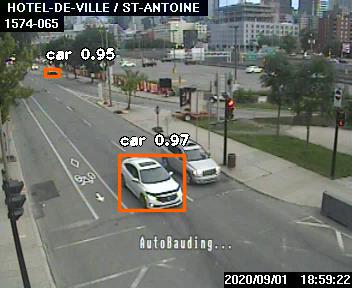 HOTEL-DE-VILLE / ST-ANTOINE
1574-065
car 0.95
car 0.97
AutoBauding...
2020/09/01 18:59:22